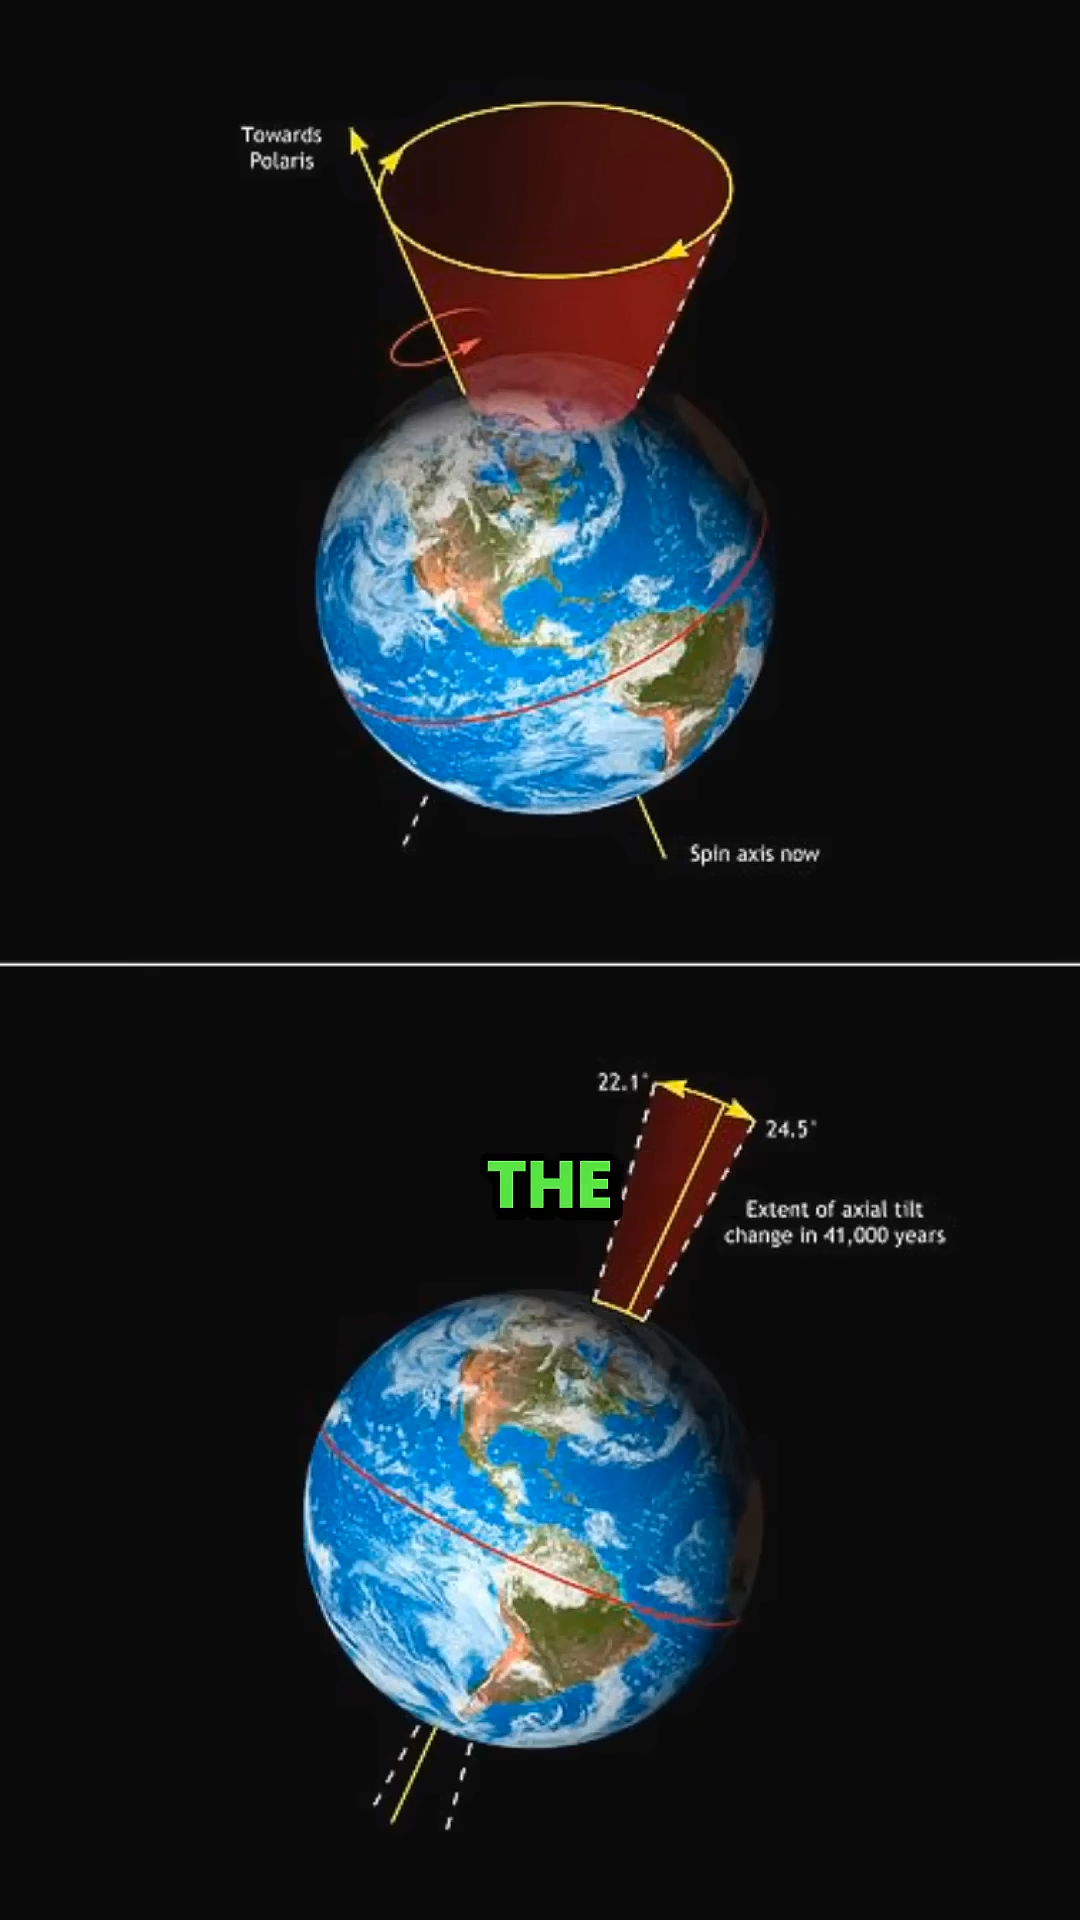 Towards
Polaris
Spin axis now
22.1°
24.5°
THE
Extent of axial tilt
change in 41,000 years